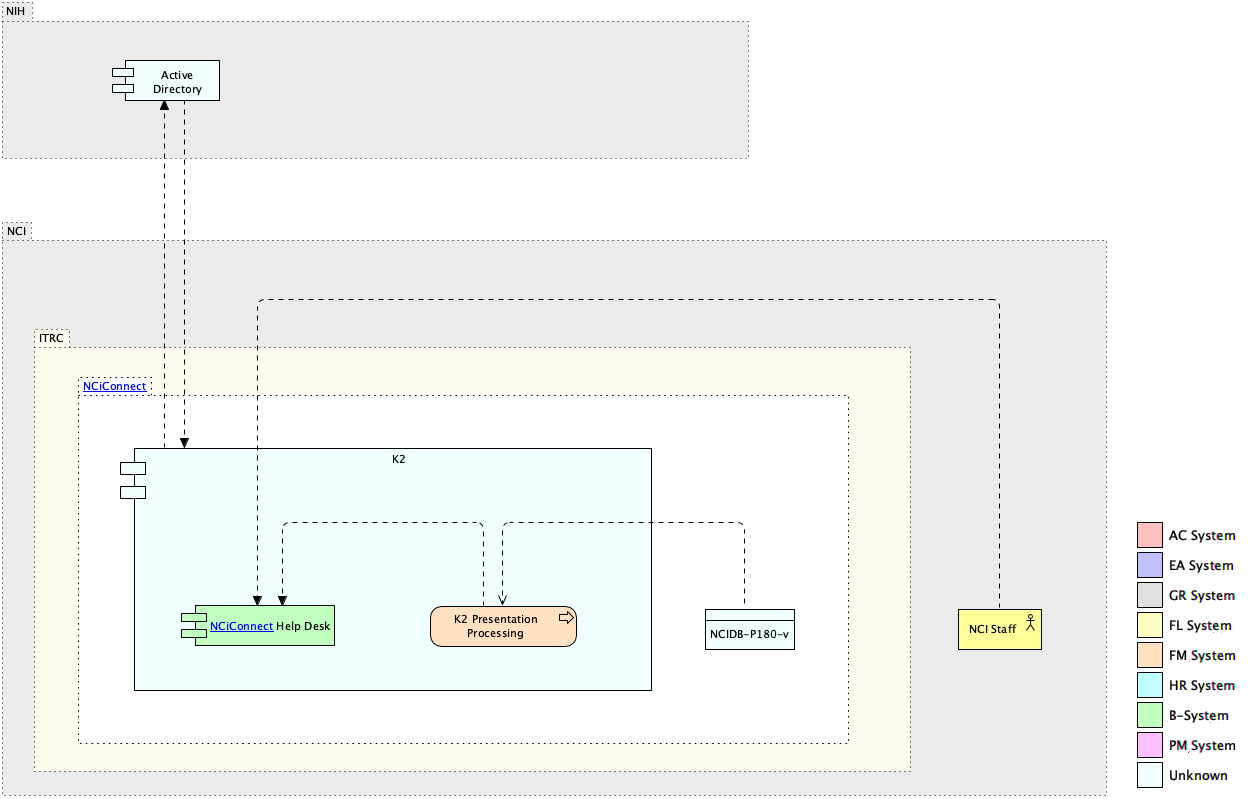 NIH
Active
Directory
NCI
ITRC
NCiConnect
K2
NCiConnect Help Desk
K2 Presentation
Processing
NCIDB-P180-v
NCI Staff
AC System
EA System
GR System
FL System
FM System
HR System
B-System
PM System
Unknown